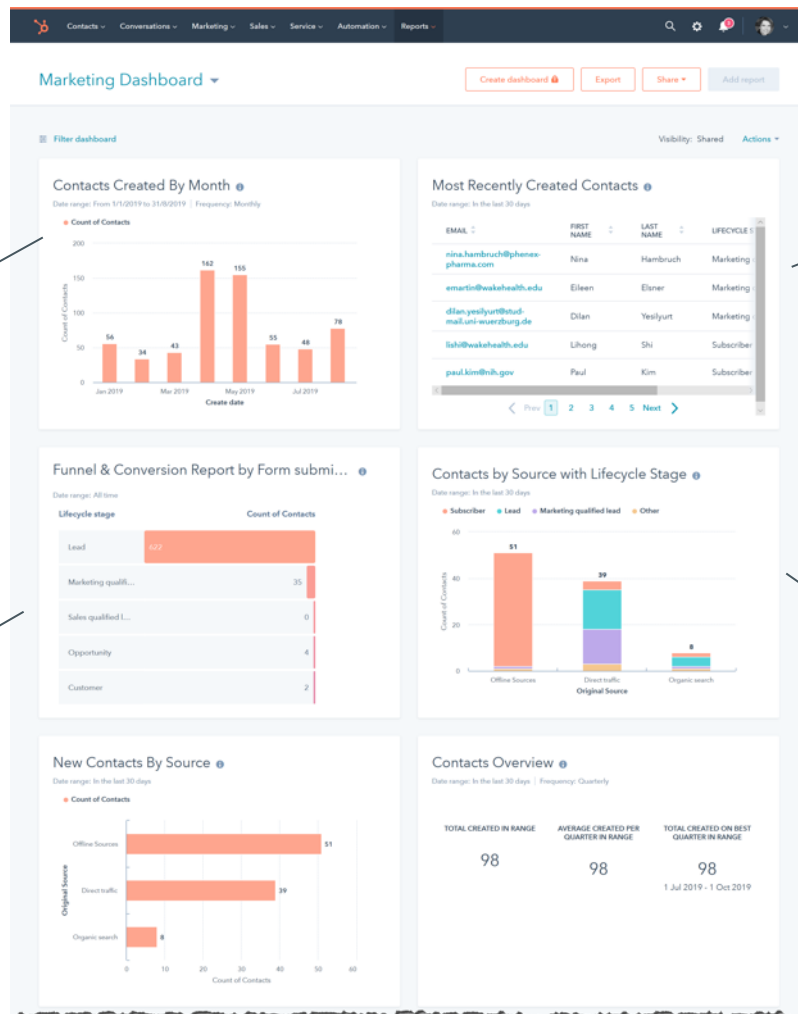 Contacts Conversations Marketing Sales Service Automation Reports
Marketing Dashboard
Create dashboard Export Share Add report
Filter dashboard
Visibility: Shared Actions
Contacts Created By Month
Date range: From 1/1/2019 to 31/8/2019 | Frequency: Monthly
Count of Contacts
200
150
100
50
0
Count of Contacts
56 34 43 162 155 55 48 78
Jan 2019 Mar 2019 May 2019 Jul 2019
Create date
Most Recently Created Contacts
Date range: In the last 30 days
EMAIL FIRST NAME LAST NAME LIFECYCLE S
nina.hambruch@phenex-
pharma.com Nina Hambruch Marketing
emartin@wakehealth.edu Eileen Elsner Marketing
dilan.yesilyurt@stud-
mail.uni-wuerzburg.de Dilan Yesilyurt Marketing
lishi@wakehealth.edu Lihong Shi Subscriber
paul.kim@nih.gov Paul Kim Subscriber
Prev 1 2 3 4 5 Next
Funnel & Conversion Report by Form submi...
Date range: All time
Lifecycle stage Count of Contacts
Lead 622
Marketing qualifi... 35
Sales qualified l... 0
Opportunity 4
Customer 2
Contacts by Source with Lifecycle Stage
Date range: In the last 30 days
Subscriber Lead Marketing qualified lead Other
60
40
20
0
Count of Contacts
51 39 8
Offline Sources Direct traffic Organic search
Original Source
New Contacts By Source
Date range: In the last 30 days
Count of Contacts
Original Source
Offline Sources 51
Direct traffic 39
Organic search 8
0 10 20 30 40 50 60
Count of Contacts
Contacts Overview
Date range: In the last 30 days | Frequency: Quarterly
TOTAL CREATED IN RANGE
98
AVERAGE CREATED PER
QUARTER IN RANGE
98
TOTAL CREATED ON BEST
QUARTER IN RANGE
98
1 Jul 2019 - 1 Oct 2019